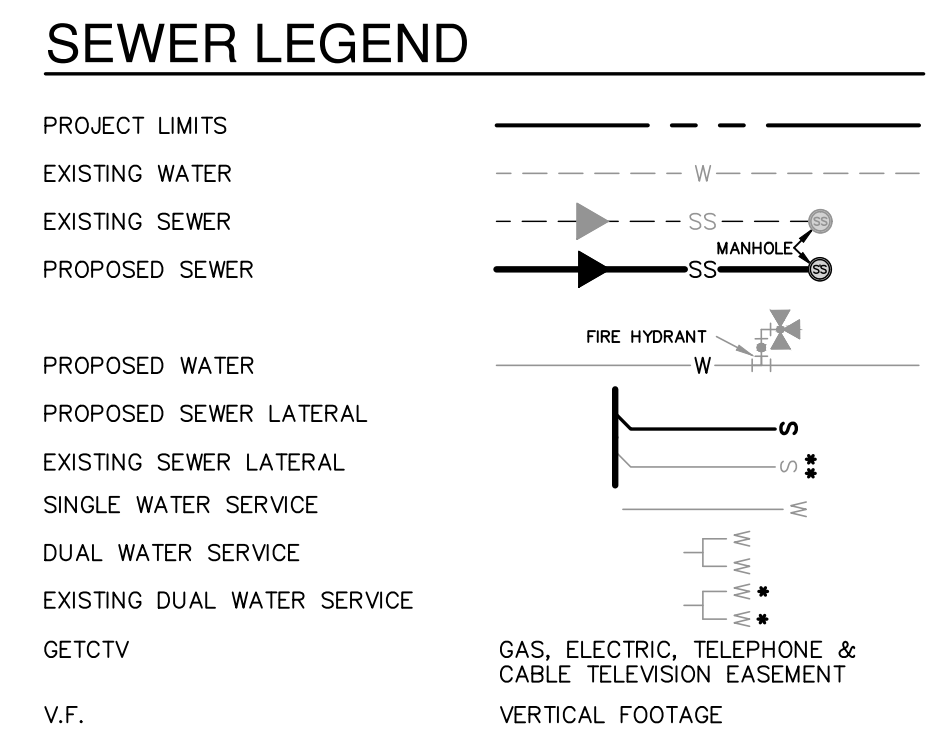 SEWER LEGEND
PROJECT LIMITS
EXISTING WATER W
EXISTING SEWER SS SS
MANHOLE
PROPOSED SEWER SS SS
FIRE HYDRANT
PROPOSED WATER W
PROPOSED SEWER LATERAL S
EXISTING SEWER LATERAL S **
SINGLE WATER SERVICE W
DUAL WATER SERVICE W W
EXISTING DUAL WATER SERVICE W * W *
GETCTV GAS, ELECTRIC, TELEPHONE &
CABLE TELEVISION EASEMENT
V.F. VERTICAL FOOTAGE